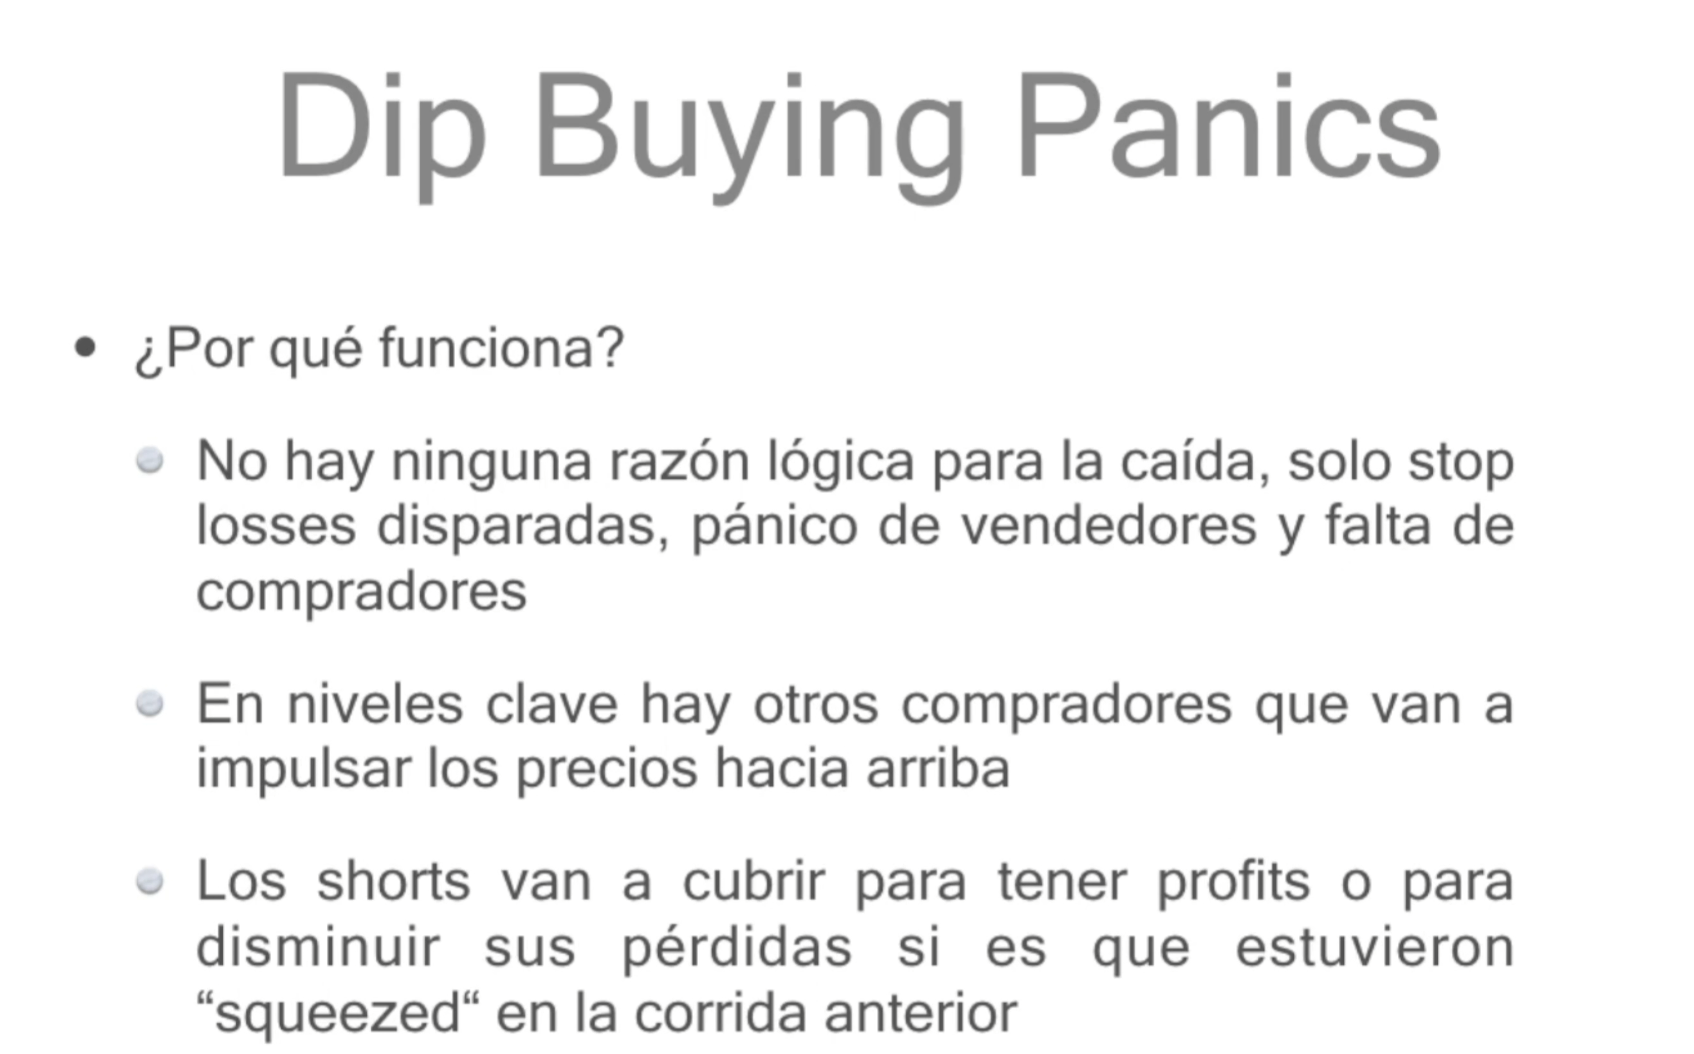 Dip Buying Panics
• ¿Por qué funciona?
No hay ninguna razón lógica para la caída, solo stop
losses disparadas, pánico de vendedores y falta de
compradores
En niveles clave hay otros compradores que van a
impulsar los precios hacia arriba
Los shorts van a cubrir para tener profits o para
disminuir sus pérdidas si es que estuvieron
“squeezed“ en la corrida anterior